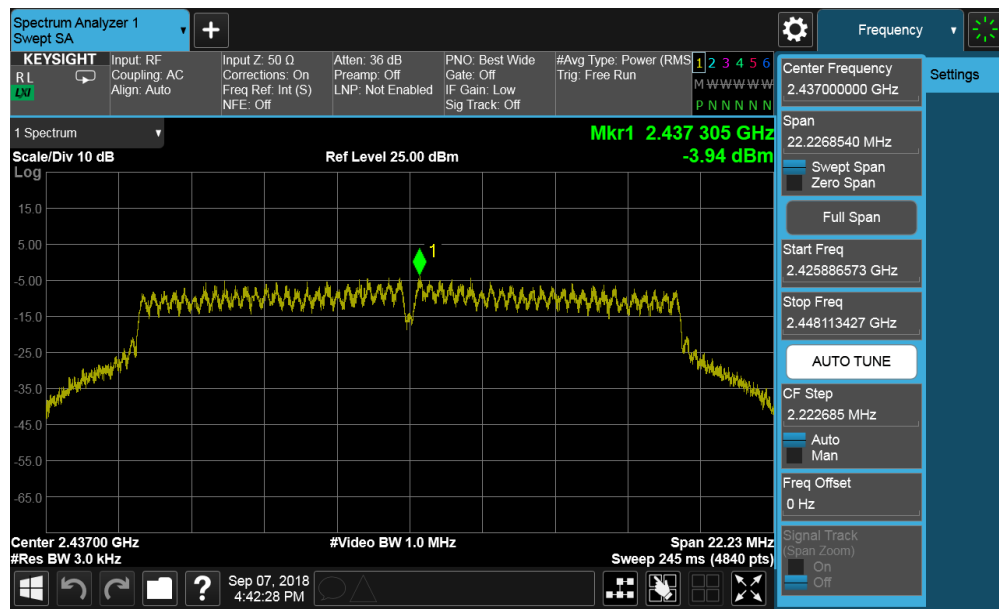 Spectrum Analyzer 1
Swept SA
Frequency
KEYSIGHT
R L
LXI
Input: RF
Coupling: AC
Align: Auto
Input Z: 50 Ω
Corrections: On
Freq Ref: Int (S)
NFE: Off
Atten: 36 dB
Preamp: Off
LNP: Not Enabled
PNO: Best Wide
Gate: Off
IF Gain: Low
Sig Track: Off
#Avg Type: Power (RMS
Trig: Free Run
1 2 3 4 5 6
M W W W W W
P N N N N N
1 Spectrum
Scale/Div 10 dB
Ref Level 25.00 dBm
Mkr1 2.437 305 GHz
-3.94 dBm
Log
15.0
5.00
-5.00
-15.0
-25.0
-35.0
-45.0
-55.0
-65.0
1
Center 2.43700 GHz
#Res BW 3.0 kHz
#Video BW 1.0 MHz
Span 22.23 MHz
Sweep 245 ms (4840 pts)
Sep 07, 2018
4:42:28 PM
?
Center Frequency
2.437000000 GHz
Span
22.2268540 MHz
Swept Span
Zero Span
Full Span
Start Freq
2.425886573 GHz
Stop Freq
2.448113427 GHz
AUTO TUNE
CF Step
2.222685 MHz
Auto
Man
Freq Offset
0 Hz
Signal Track
(Span Zoom)
On
Off
Settings